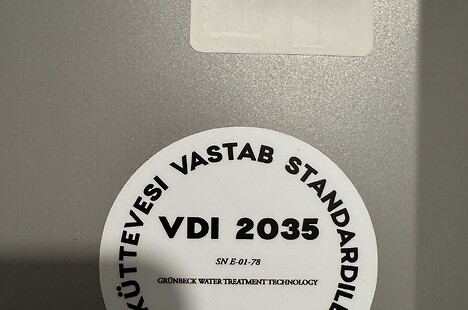 KÜTTEVESI VASTAB STANDARDILE
VDI 2035
SN E-01-78
GRÜNBECK WATER TREATMENT TECHNOLOGY